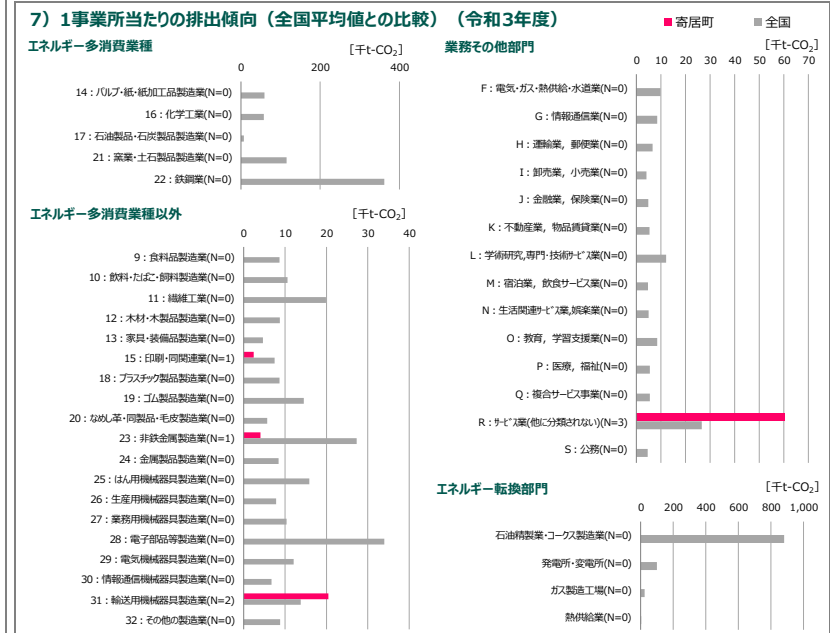 7）1事業所当たりの排出傾向（全国平均値との比較）（令和3年度）
寄居町
全国
エネルギー多消費業種
[千t-CO₂]
0 200 400
14：パルプ・紙・紙加工品製造業(N=0)
16：化学工業(N=0)
17：石油製品・石炭製品製造業(N=0)
21：窯業・土石製品製造業(N=0)
22：鉄鋼業(N=0)
エネルギー多消費業種以外
[千t-CO₂]
0 10 20 30 40
9：食料品製造業(N=0)
10：飲料・たばこ・飼料製造業(N=0)
11：繊維工業(N=0)
12：木材・木製品製造業(N=0)
13：家具・装備品製造業(N=0)
15：印刷・同関連業(N=1)
18：プラスチック製品製造業(N=0)
19：ゴム製品製造業(N=0)
20：なめし革・同製品・毛皮製造業(N=0)
23：非鉄金属製造業(N=1)
24：金属製品製造業(N=0)
25：はん用機械器具製造業(N=0)
26：生産用機械器具製造業(N=0)
27：業務用機械器具製造業(N=0)
28：電子部品等製造業(N=0)
29：電気機械器具製造業(N=0)
30：情報通信機械器具製造業(N=0)
31：輸送用機械器具製造業(N=2)
32：その他の製造業(N=0)
業務その他部門
[千t-CO₂]
0 10 20 30 40 50 60 70
F：電気・ガス・熱供給・水道業(N=0)
G：情報通信業(N=0)
H：運輸業，郵便業(N=0)
I：卸売業，小売業(N=0)
J：金融業，保険業(N=0)
K：不動産業，物品賃貸業(N=0)
L：学術研究,専門・技術ｻｰﾋﾞｽ業(N=0)
M：宿泊業，飲食サービス業(N=0)
N：生活関連ｻｰﾋﾞｽ業,娯楽業(N=0)
O：教育，学習支援業(N=0)
P：医療，福祉(N=0)
Q：複合サービス事業(N=0)
R：ｻｰﾋﾞｽ業(他に分類されない)(N=3)
S：公務(N=0)
エネルギー転換部門
[千t-CO₂]
0 200 400 600 800 1,000
石油精製業・コークス製造業(N=0)
発電所・変電所(N=0)
ガス製造工場(N=0)
熱供給業(N=0)